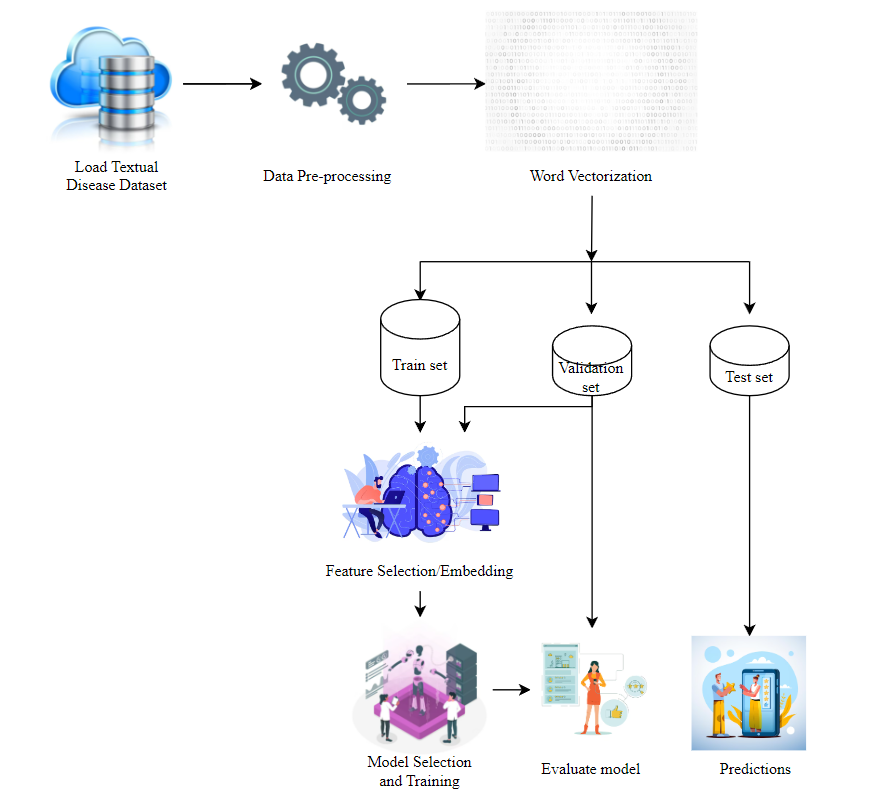 Load Textual
Disease Dataset
Data Pre-processing
Word Vectorization
Train set
Validation
set
Test set
Feature Selection/Embedding
Model Selection
and Training
Evaluate model
Predictions